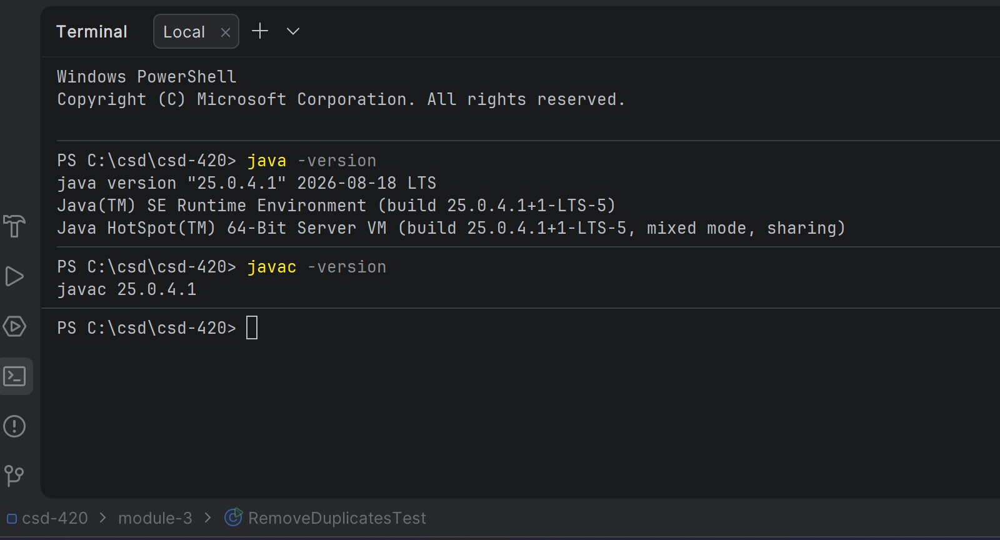 Terminal Local
Windows PowerShell
Copyright (C) Microsoft Corporation. All rights reserved.
PS C:\csd\csd-420> java -version
java version "25.0.4.1" 2026-08-18 LTS
Java(TM) SE Runtime Environment (build 25.0.4.1+1-LTS-5)
Java HotSpot(TM) 64-Bit Server VM (build 25.0.4.1+1-LTS-5, mixed mode, sharing)
PS C:\csd\csd-420> javac -version
javac 25.0.4.1
PS C:\csd\csd-420>
csd-420 > module-3 > RemoveDuplicatesTest